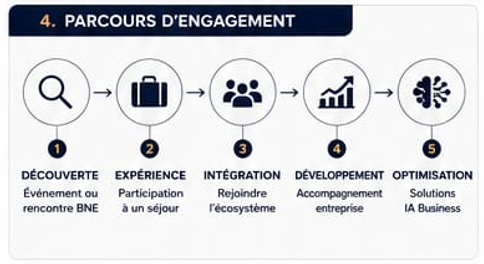 4. PARCOURS D'ENGAGEMENT
1
2
3
4
5
DÉCOUVERTE
Événement ou
rencontre BNE
EXPÉRIENCE
Participation
à un séjour
INTÉGRATION
Rejoindre
l'écosystème
DÉVELOPPEMENT
Accompagnement
entreprise
OPTIMISATION
Solutions
IA Business